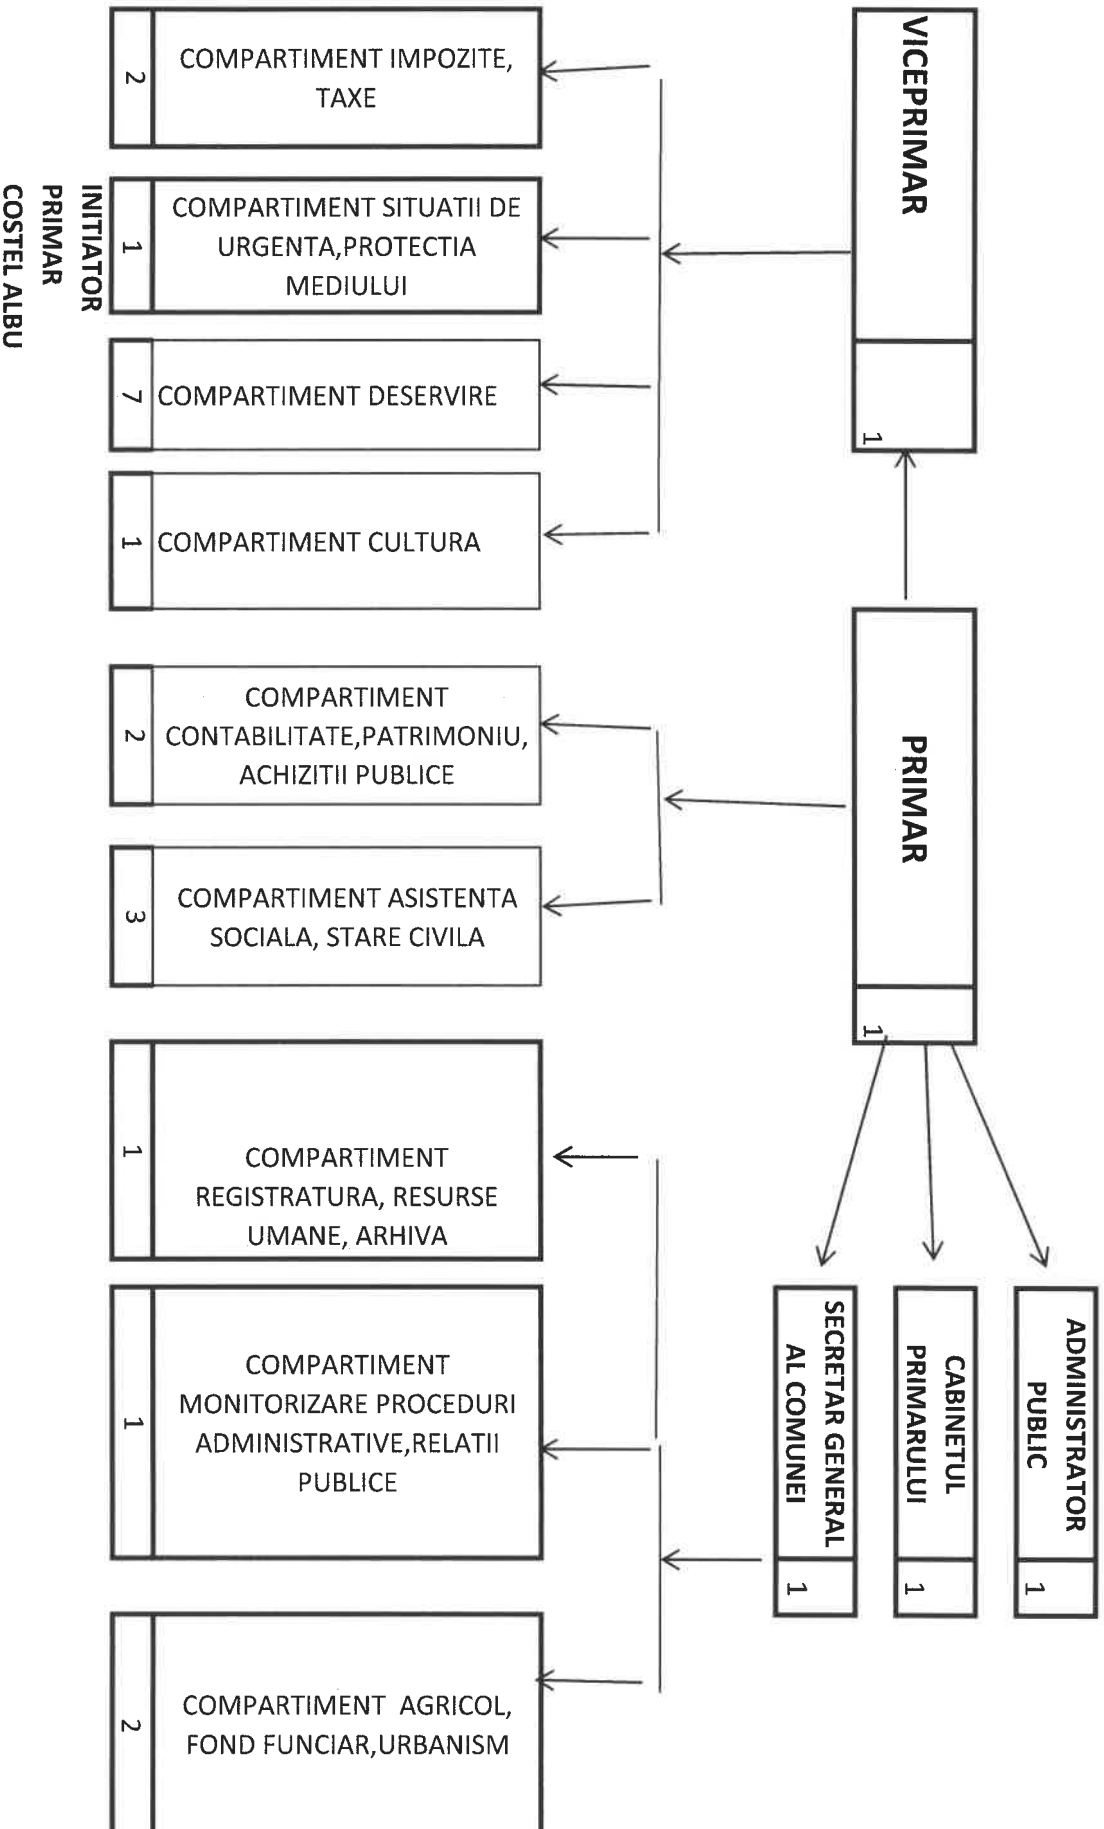 VICEPRIMAR
1
PRIMAR
1
ADMINISTRATOR
PUBLIC
1
CABINETUL
PRIMARULUI
1
SECRETAR GENERAL
AL COMUNEI
1
COMPARTIMENT IMPOZITE,
TAXE
2
COMPARTIMENT SITUATII DE
URGENTA,PROTECTIA
MEDIULUI
1
COMPARTIMENT DESERVIRE
7
COMPARTIMENT CULTURA
1
COMPARTIMENT
CONTABILITATE,PATRIMONIU,
ACHIZITII PUBLICE
2
COMPARTIMENT ASISTENTA
SOCIALA, STARE CIVILA
3
COMPARTIMENT
REGISTRATURA, RESURSE
UMANE, ARHIVA
1
COMPARTIMENT
MONITORIZARE PROCEDURI
ADMINISTRATIVE,RELATII
PUBLICE
1
COMPARTIMENT AGRICOL,
FOND FUNCIAR,URBANISM
2
INITIATOR
PRIMAR
COSTEL ALBU